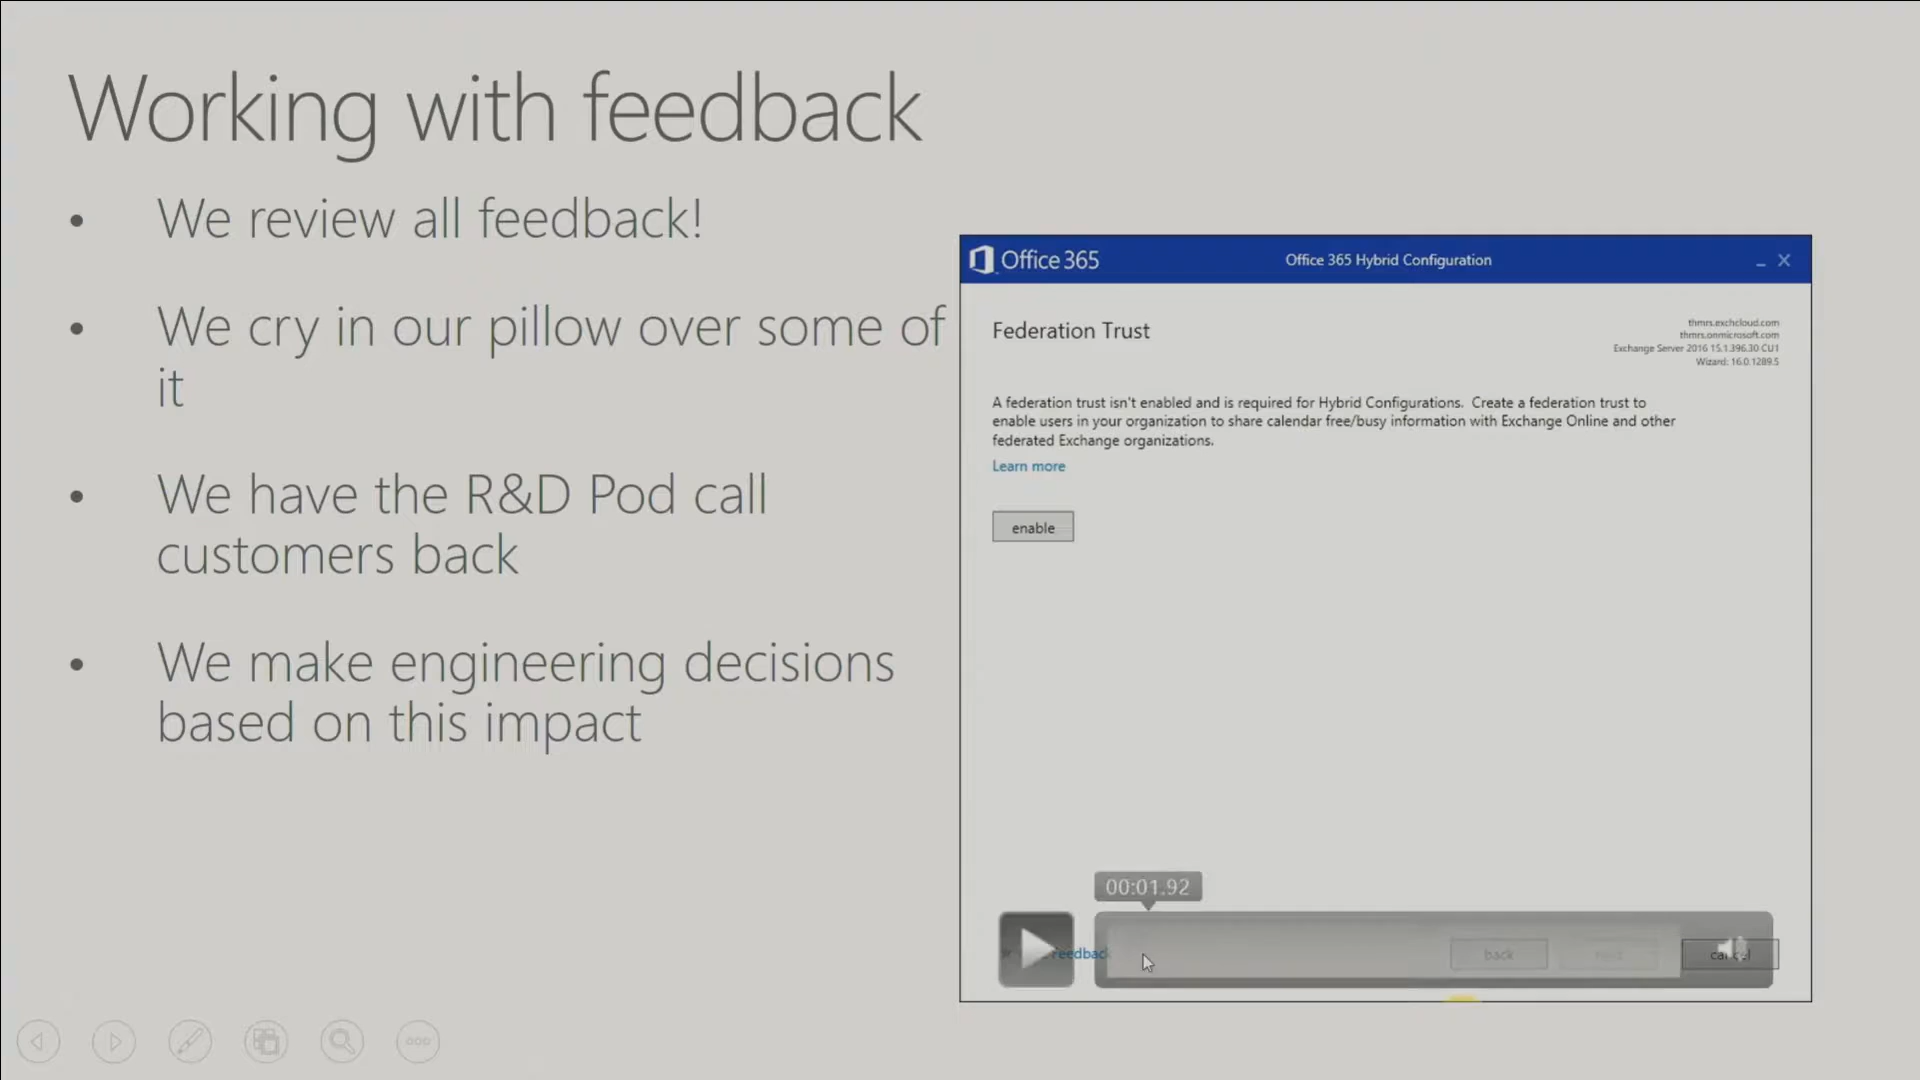 Working with feedback
• We review all feedback!
• We cry in our pillow over some of
it
• We have the R&D Pod call
customers back
• We make engineering decisions
based on this impact
Office 365
Office 365 Hybrid Configuration
Federation Trust
thmrs.exchcloud.com
thmrs.onmicrosoft.com
Exchange Server 2016 15.1.396.30 CU1
Wizard: 16.0.1289.5
A federation trust isn't enabled and is required for Hybrid Configurations. Create a federation trust to
enable users in your organization to share calendar free/busy information with Exchange Online and other
federated Exchange organizations.
Learn more
enable
00:01.92
feedback
back
next
cancel